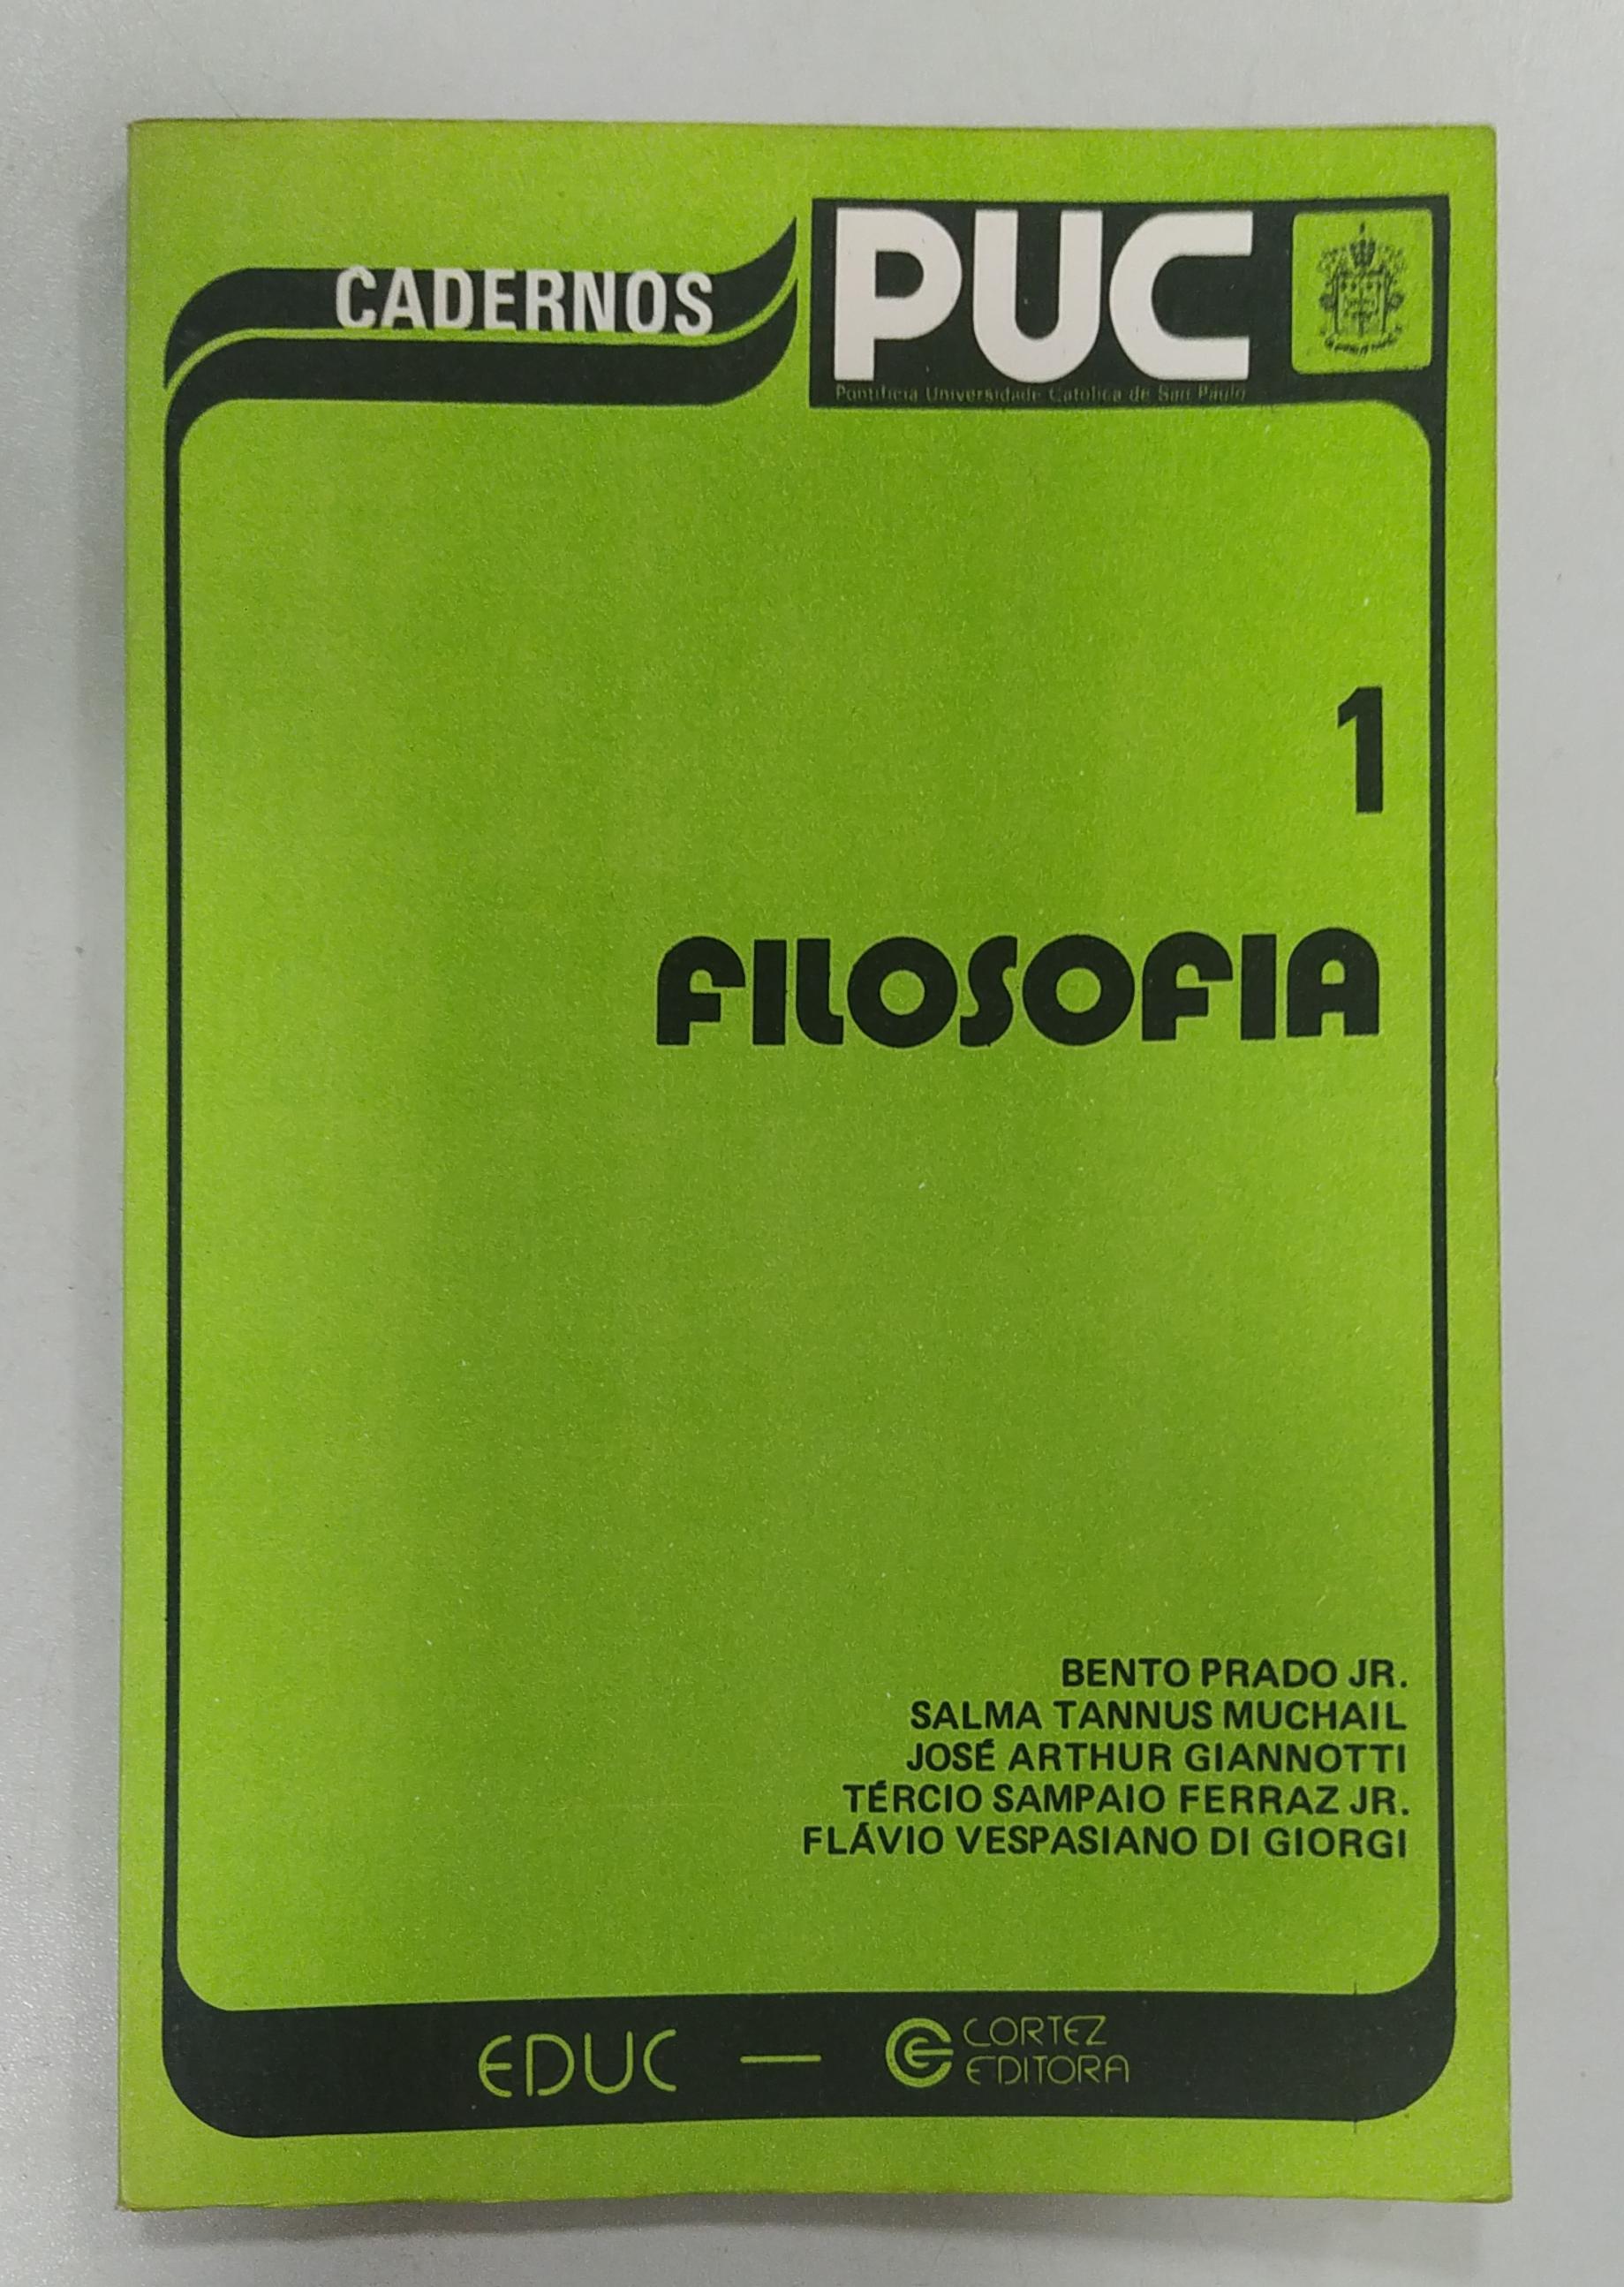 CADERNOS
PUC
Pontifícia Universidade Católica de São Paulo
1
FILOSOFIA
BENTO PRADO JR.
SALMA TANNUS MUCHAIL
JOSÉ ARTHUR GIANNOTTI
TÉRCIO SAMPAIO FERRAZ JR.
FLÁVIO VESPASIANO DI GIORGI
EDUC — CORTEZ
EDITORA